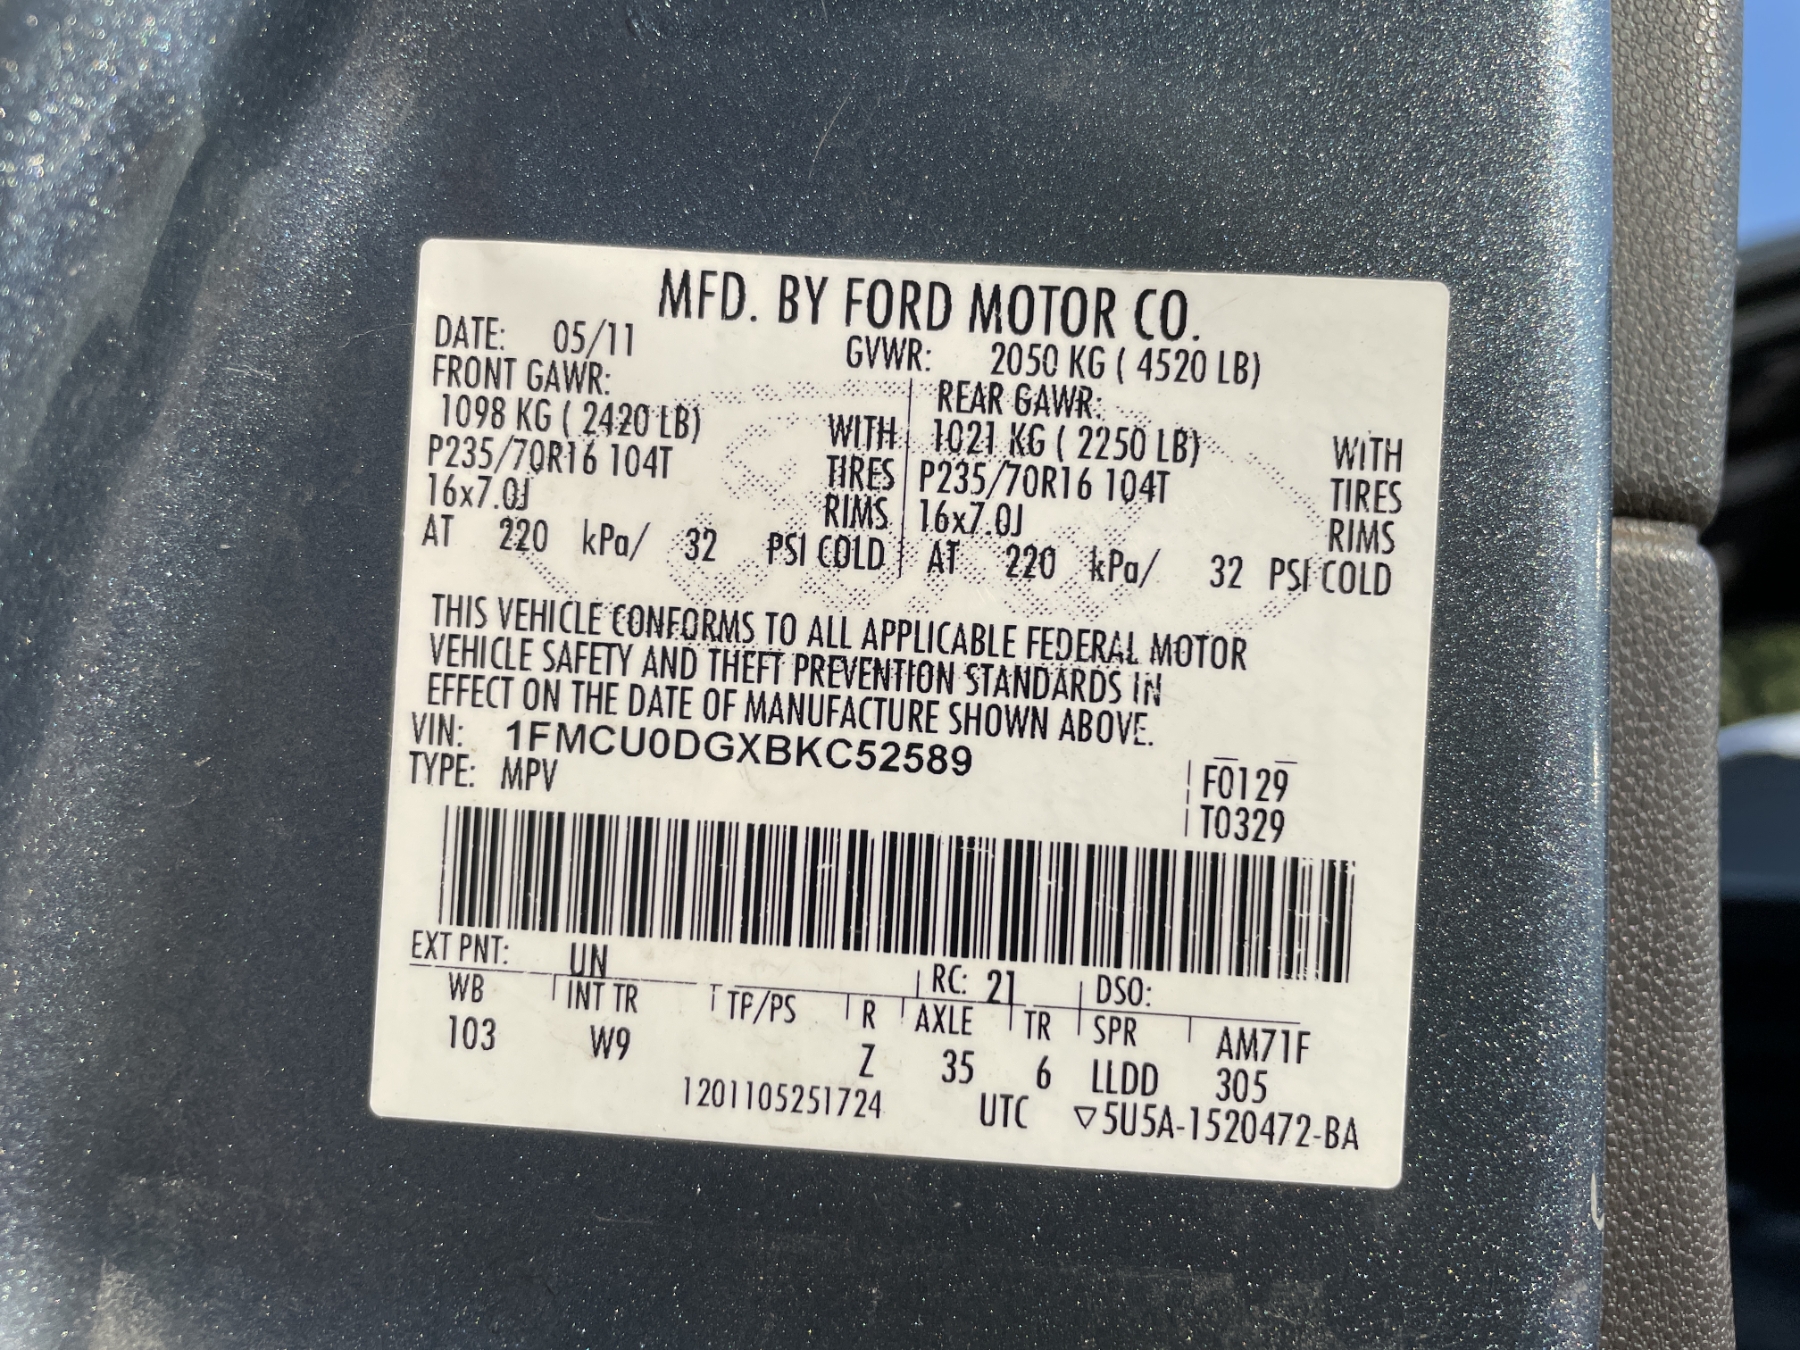 MFD. BY FORD MOTOR CO.
DATE: 05/11 GVWR: 2050 KG ( 4520 LB)
FRONT GAWR: REAR GAWR:
1098 KG ( 2420 LB) WITH 1021 KG ( 2250 LB) WITH
P235/70R16 104T TIRES P235/70R16 104T TIRES
16x7.0J RIMS 16x7.0J RIMS
AT 220 kPa/ 32 PSI COLD AT 220 kPa/ 32 PSI COLD
THIS VEHICLE CONFORMS TO ALL APPLICABLE FEDERAL MOTOR
VEHICLE SAFETY AND THEFT PREVENTION STANDARDS IN
EFFECT ON THE DATE OF MANUFACTURE SHOWN ABOVE.
VIN: 1FMCU0DGXBKC52589 F0129
TYPE: MPV T0329
EXT PNT: UN RC: 21 DSO:
WB INT TR TP/PS R AXLE TR SPR AM71F
103 W9 Z 35 6 LLDD 305
1201105251724 UTC ▽5U5A-1520472-BA